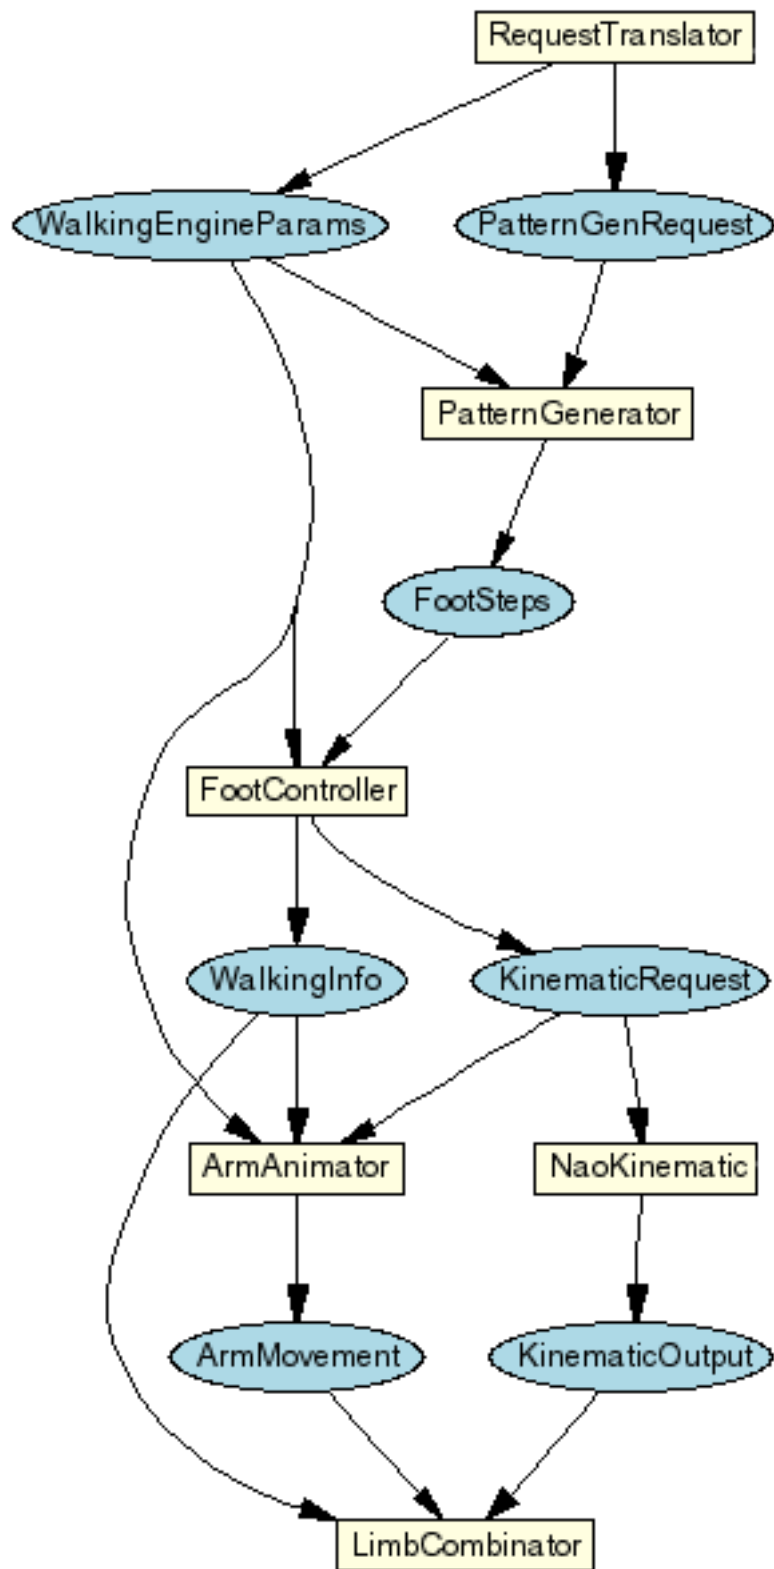 RequestTranslator
WalkingEngineParams
PatternGenRequest
PatternGenerator
FootSteps
FootController
WalkingInfo
KinematicRequest
ArmAnimator
NaoKinematic
ArmMovement
KinematicOutput
LimbCombinator